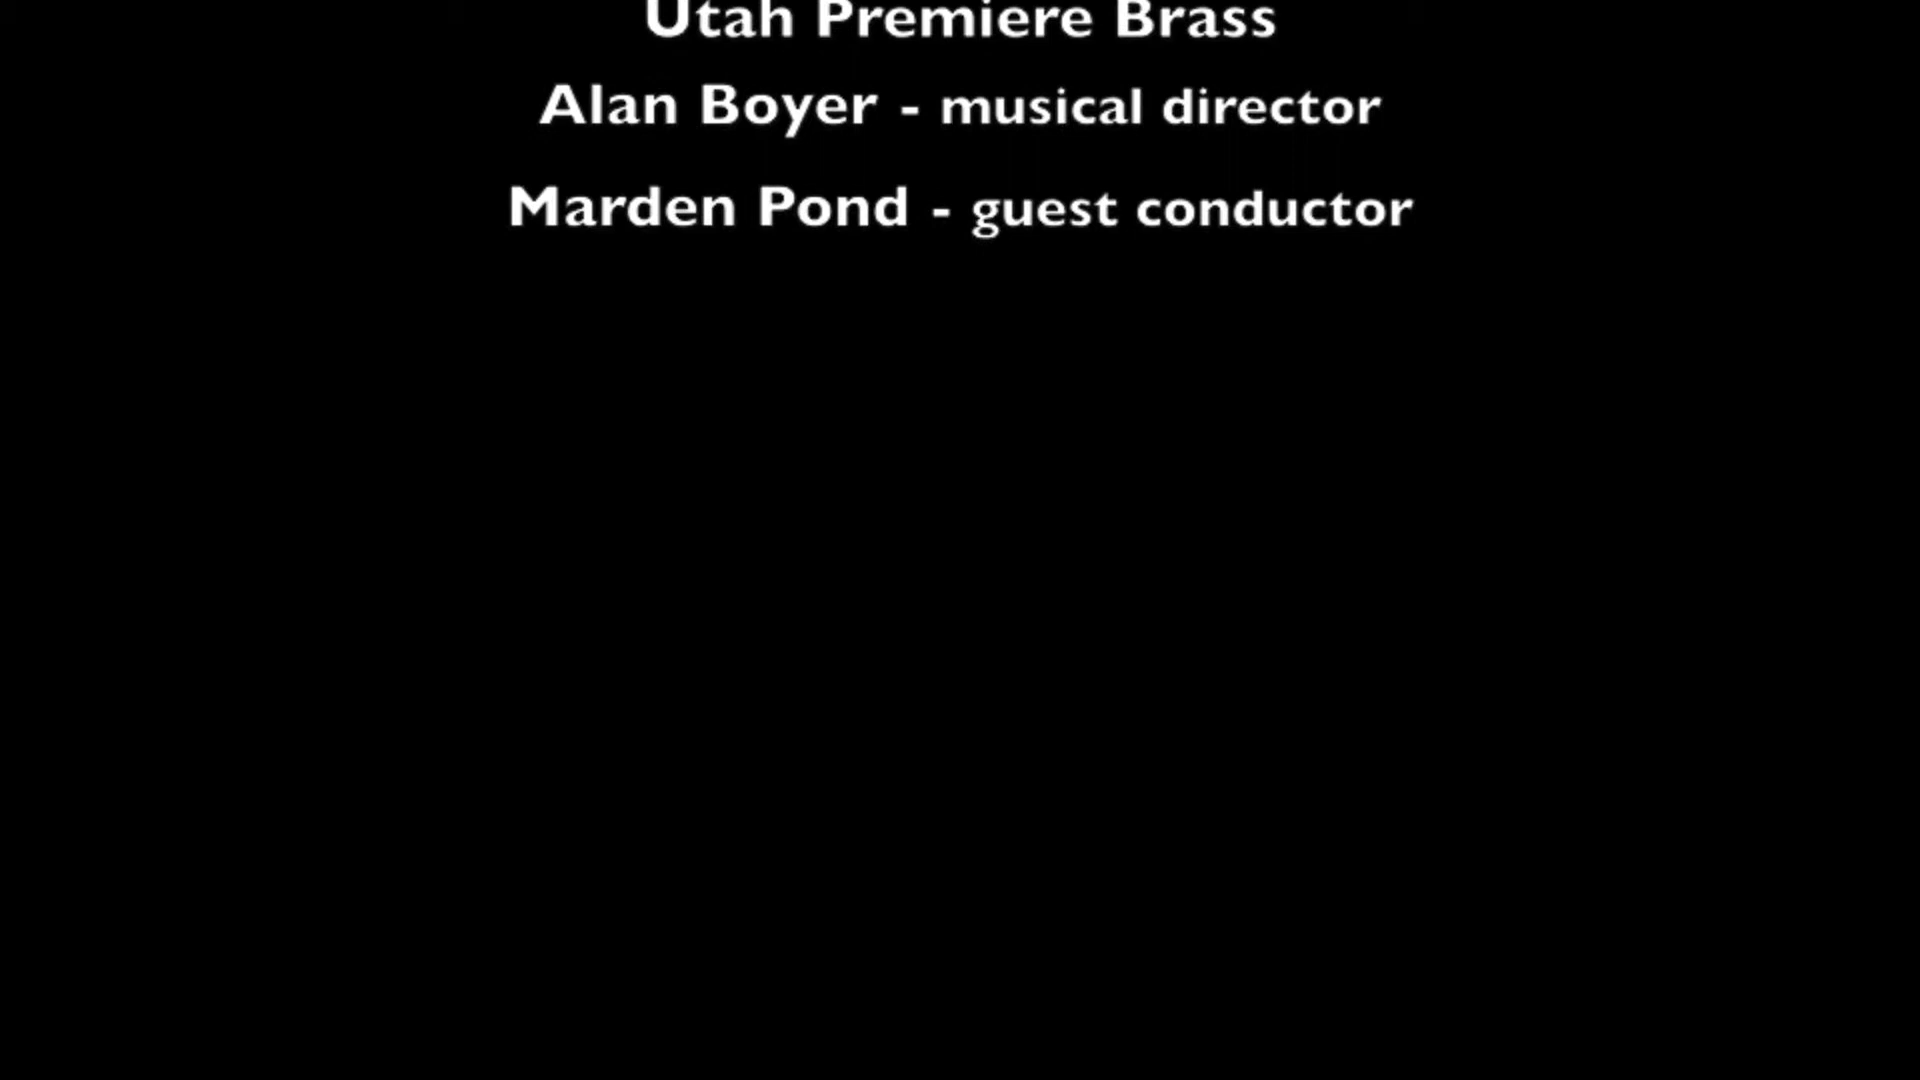 Utah Premiere Brass
Alan Boyer - musical director
Marden Pond - guest conductor